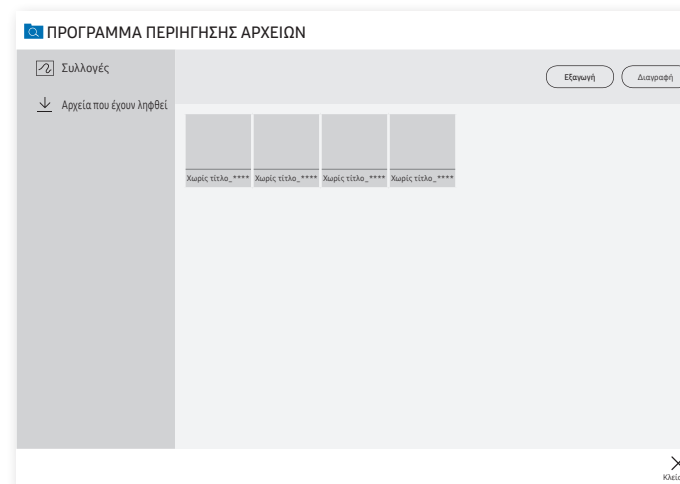 ΠΡΟΓΡΑΜΜΑ ΠΕΡΙΗΓΗΣΗΣ ΑΡΧΕΙΩΝ
Συλλογές
Εξαγωγή Διαγραφή
Αρχεία που έχουν ληφθεί
Χωρίς τίτλο_**** Χωρίς τίτλο_**** Χωρίς τίτλο_**** Χωρίς τίτλο_****